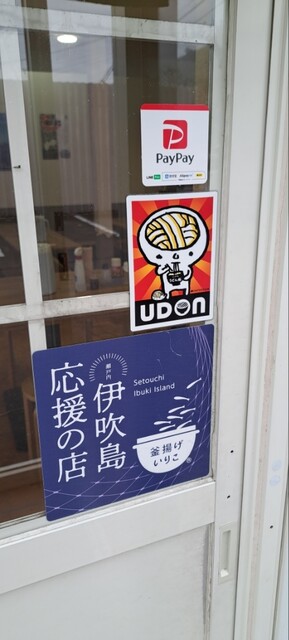 PayPay
UDON
瀬戸内
伊吹島
応援の店
Setouchi
Ibuki Island
釜揚げ
いりこ